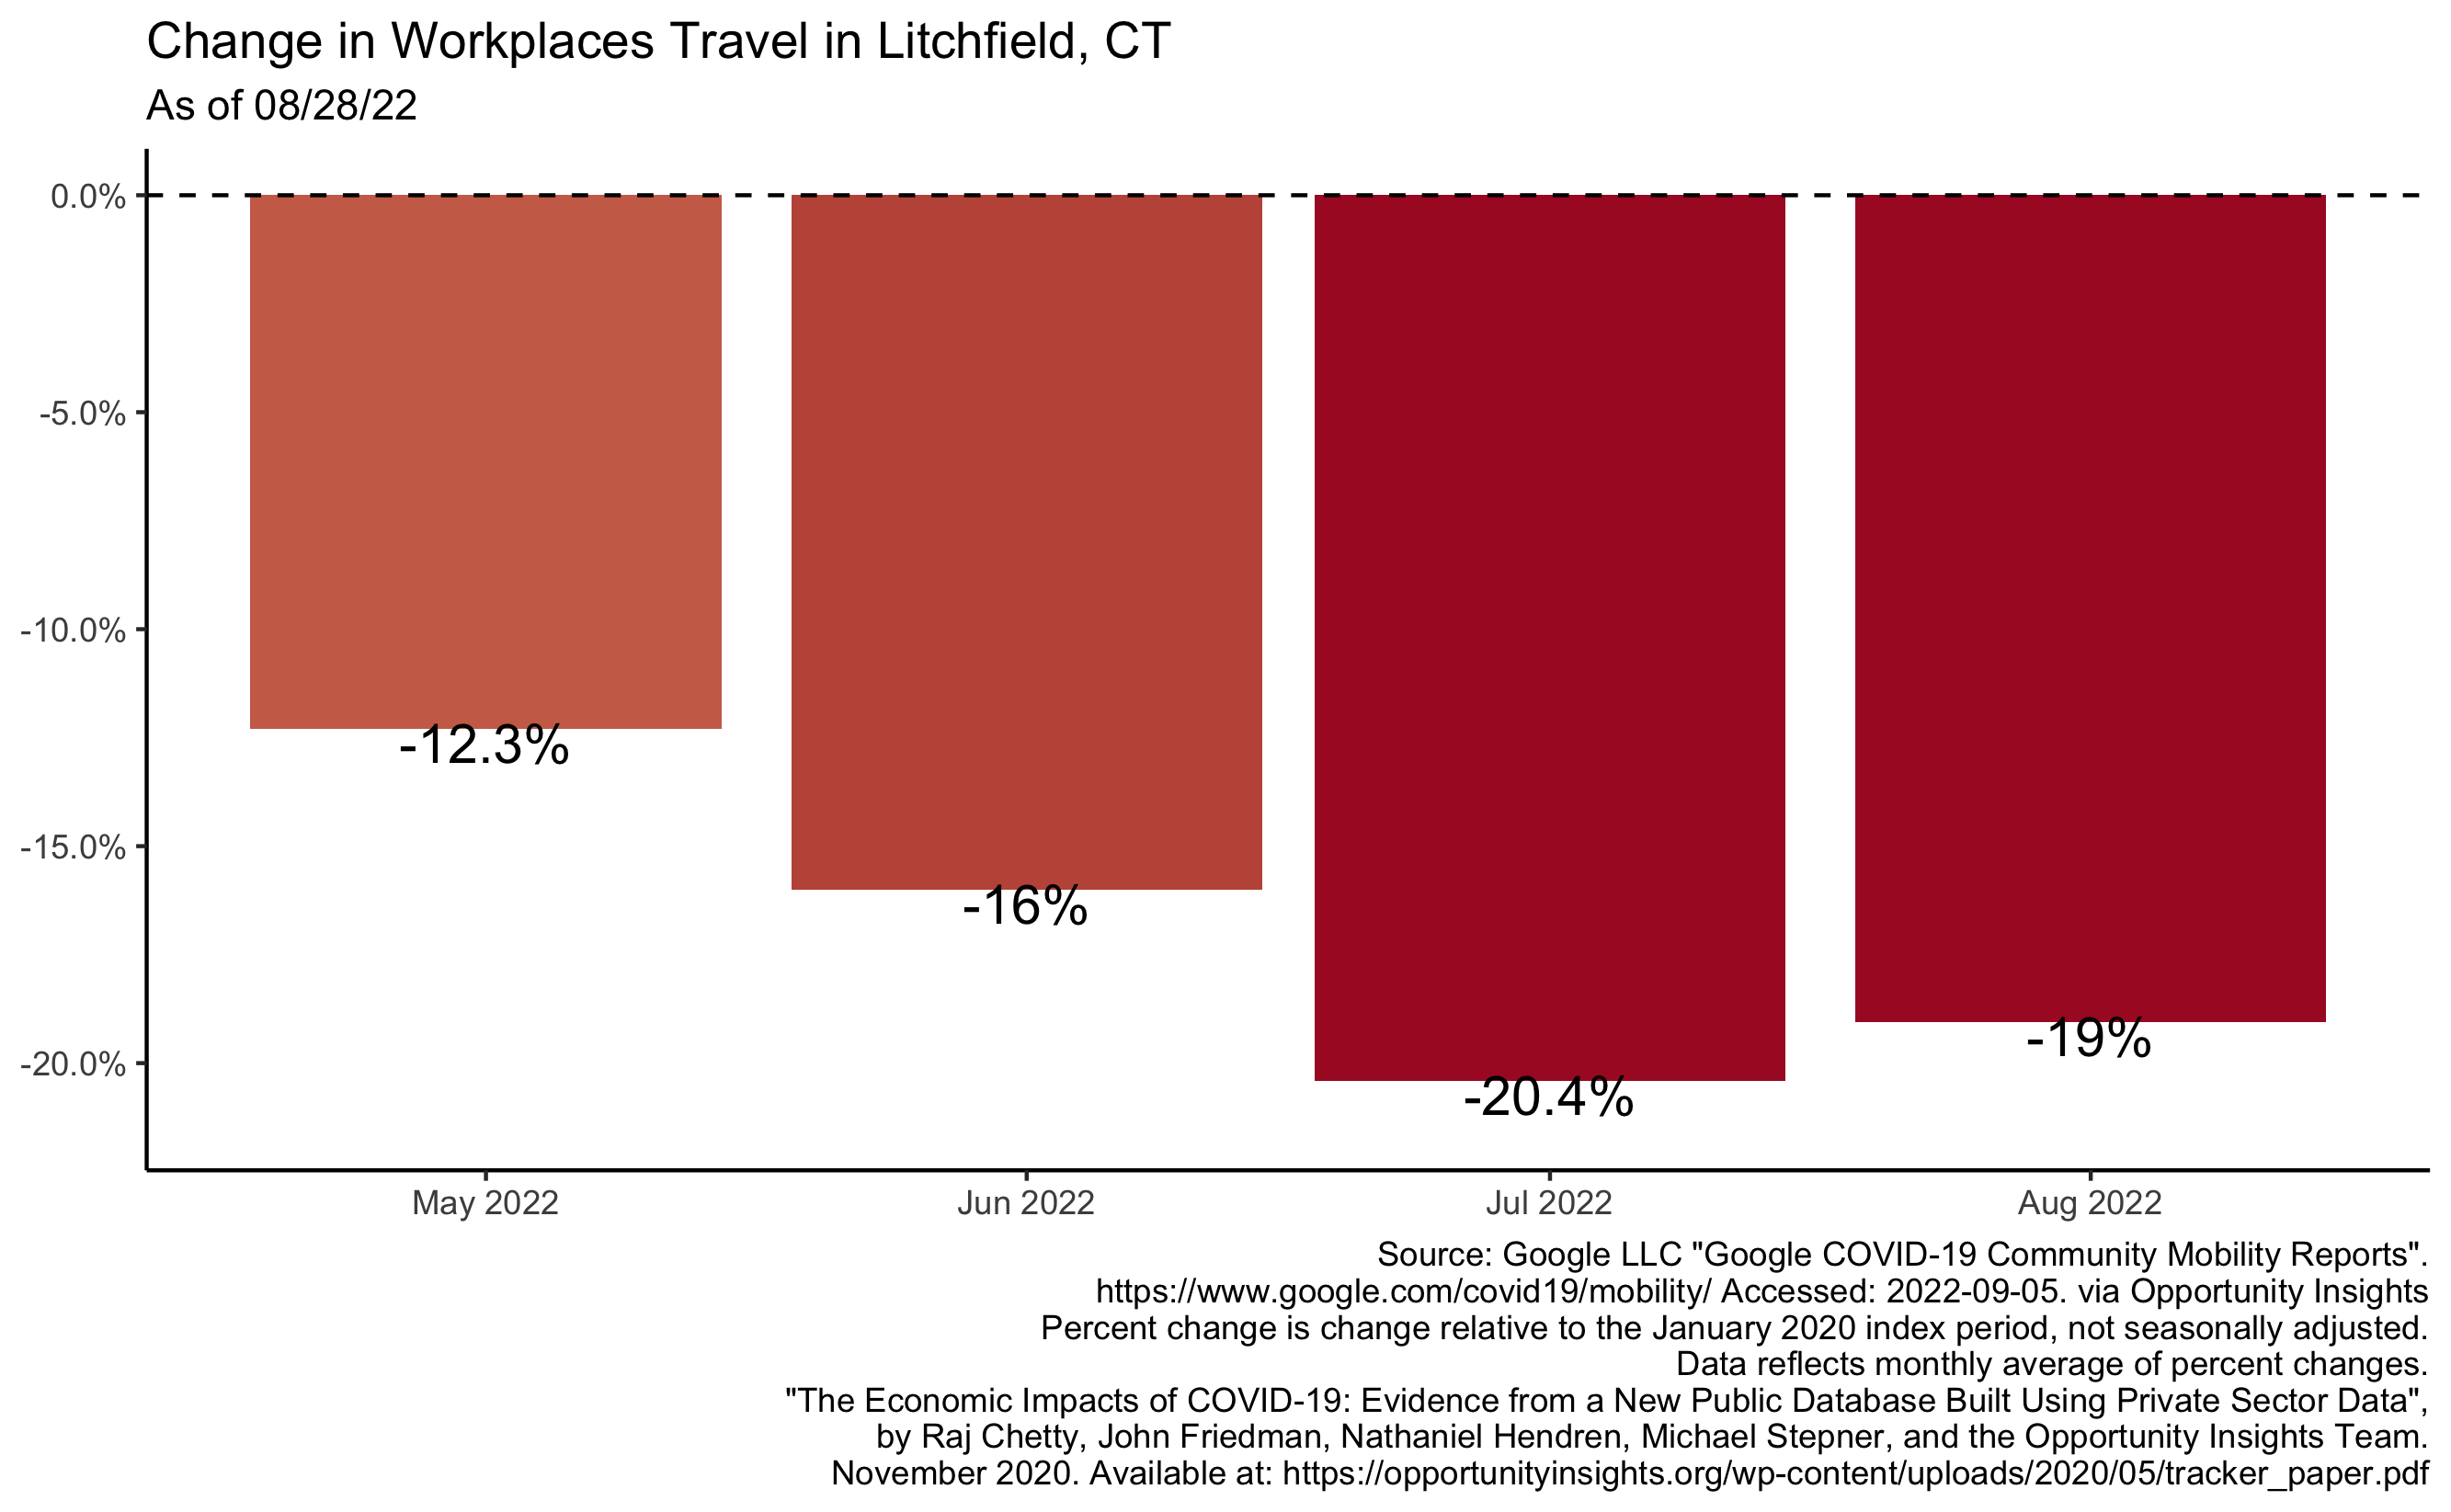 Change in Workplaces Travel in Litchfield, CT
As of 08/28/22
0.0%
-5.0%
-10.0%
-15.0%
-20.0%
-12.3%
-16%
-20.4%
-19%
May 2022
Jun 2022
Jul 2022
Aug 2022
Source: Google LLC "Google COVID-19 Community Mobility Reports".
https://www.google.com/covid19/mobility/ Accessed: 2022-09-05. via Opportunity Insights
Percent change is change relative to the January 2020 index period, not seasonally adjusted.
Data reflects monthly average of percent changes.
"The Economic Impacts of COVID-19: Evidence from a New Public Database Built Using Private Sector Data",
by Raj Chetty, John Friedman, Nathaniel Hendren, Michael Stepner, and the Opportunity Insights Team.
November 2020. Available at: https://opportunityinsights.org/wp-content/uploads/2020/05/tracker_paper.pdf